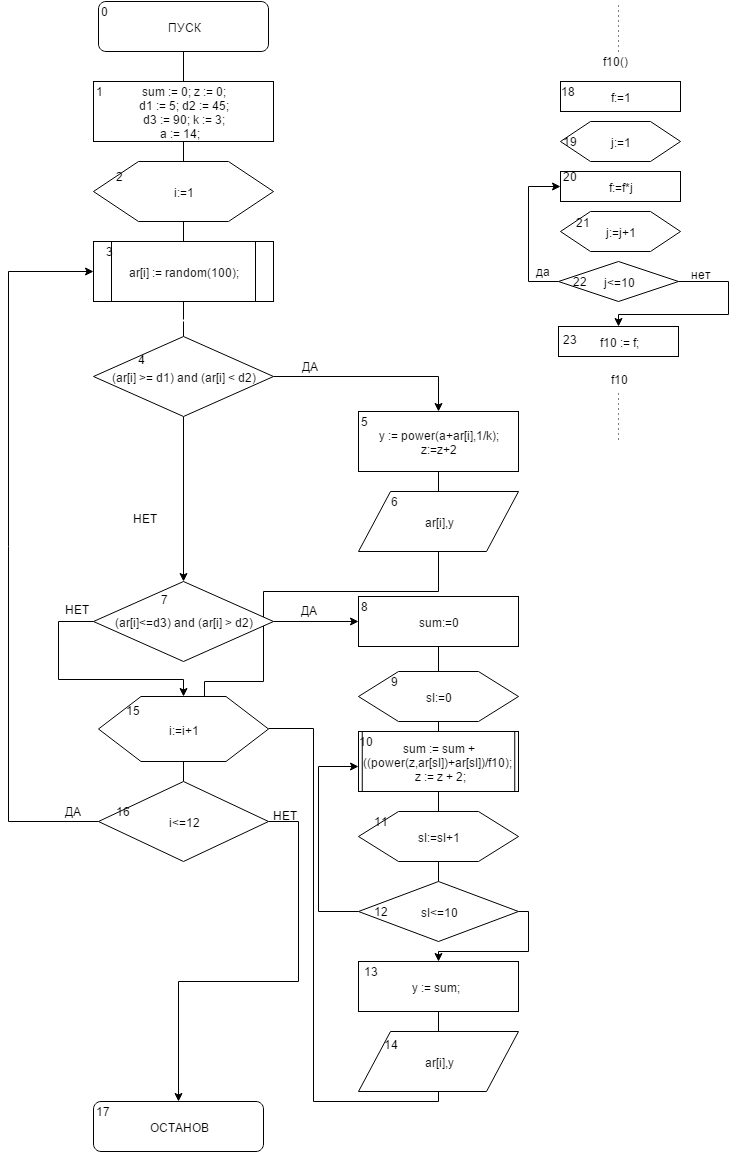 0
ПУСК
1
sum := 0; z := 0;
d1 := 5; d2 := 45;
d3 := 90; k := 3;
a := 14;
2
i:=1
3
ar[i] := random(100);
4
(ar[i] >= d1) and (ar[i] < d2)
ДА
5
y := power(a+ar[i],1/k);
z:=z+2
6
ar[i],y
НЕТ
7
(ar[i]<=d3) and (ar[i] > d2)
НЕТ
ДА
8
sum:=0
9
sl:=0
10
sum := sum +
((power(z,ar[sl])+ar[sl])/f10);
z := z + 2;
11
sl:=sl+1
12
sl<=10
13
y := sum;
14
ar[i],y
15
i:=i+1
16
i<=12
ДА
НЕТ
17
ОСТАНОВ
f10()
18
f:=1
19
j:=1
20
f:=f*j
21
j:=j+1
22
j<=10
да
нет
23
f10 := f;
f10